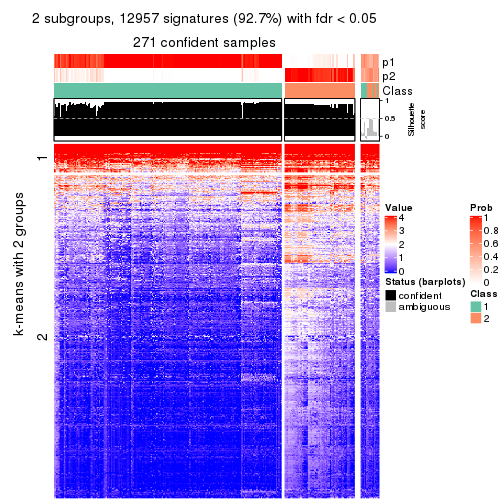 2 subgroups, 12957 signatures (92.7%) with fdr < 0.05
271 confident samples
p1
p2
Class
1
0.5
0
Silhouette
score
k-means with 2 groups
1
2
Value
4
3
2
1
0
Prob
1
0.8
0.6
0.4
0.2
0
Status (barplots)
confident
ambiguous
Class
1
2